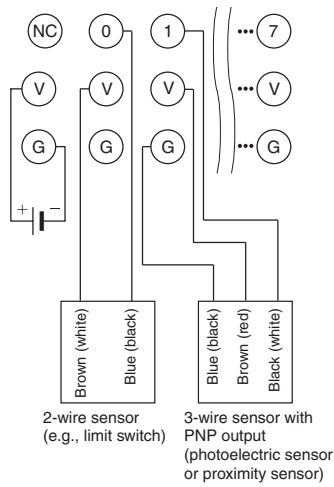 NC 0 1 ••• 7
V V V ••• V
G G G ••• G
+ −
Brown (white)
Blue (black)
Blue (black)
Brown (red)
Black (white)
2-wire sensor
(e.g., limit switch)
3-wire sensor with
PNP output
(photoelectric sensor
or proximity sensor)